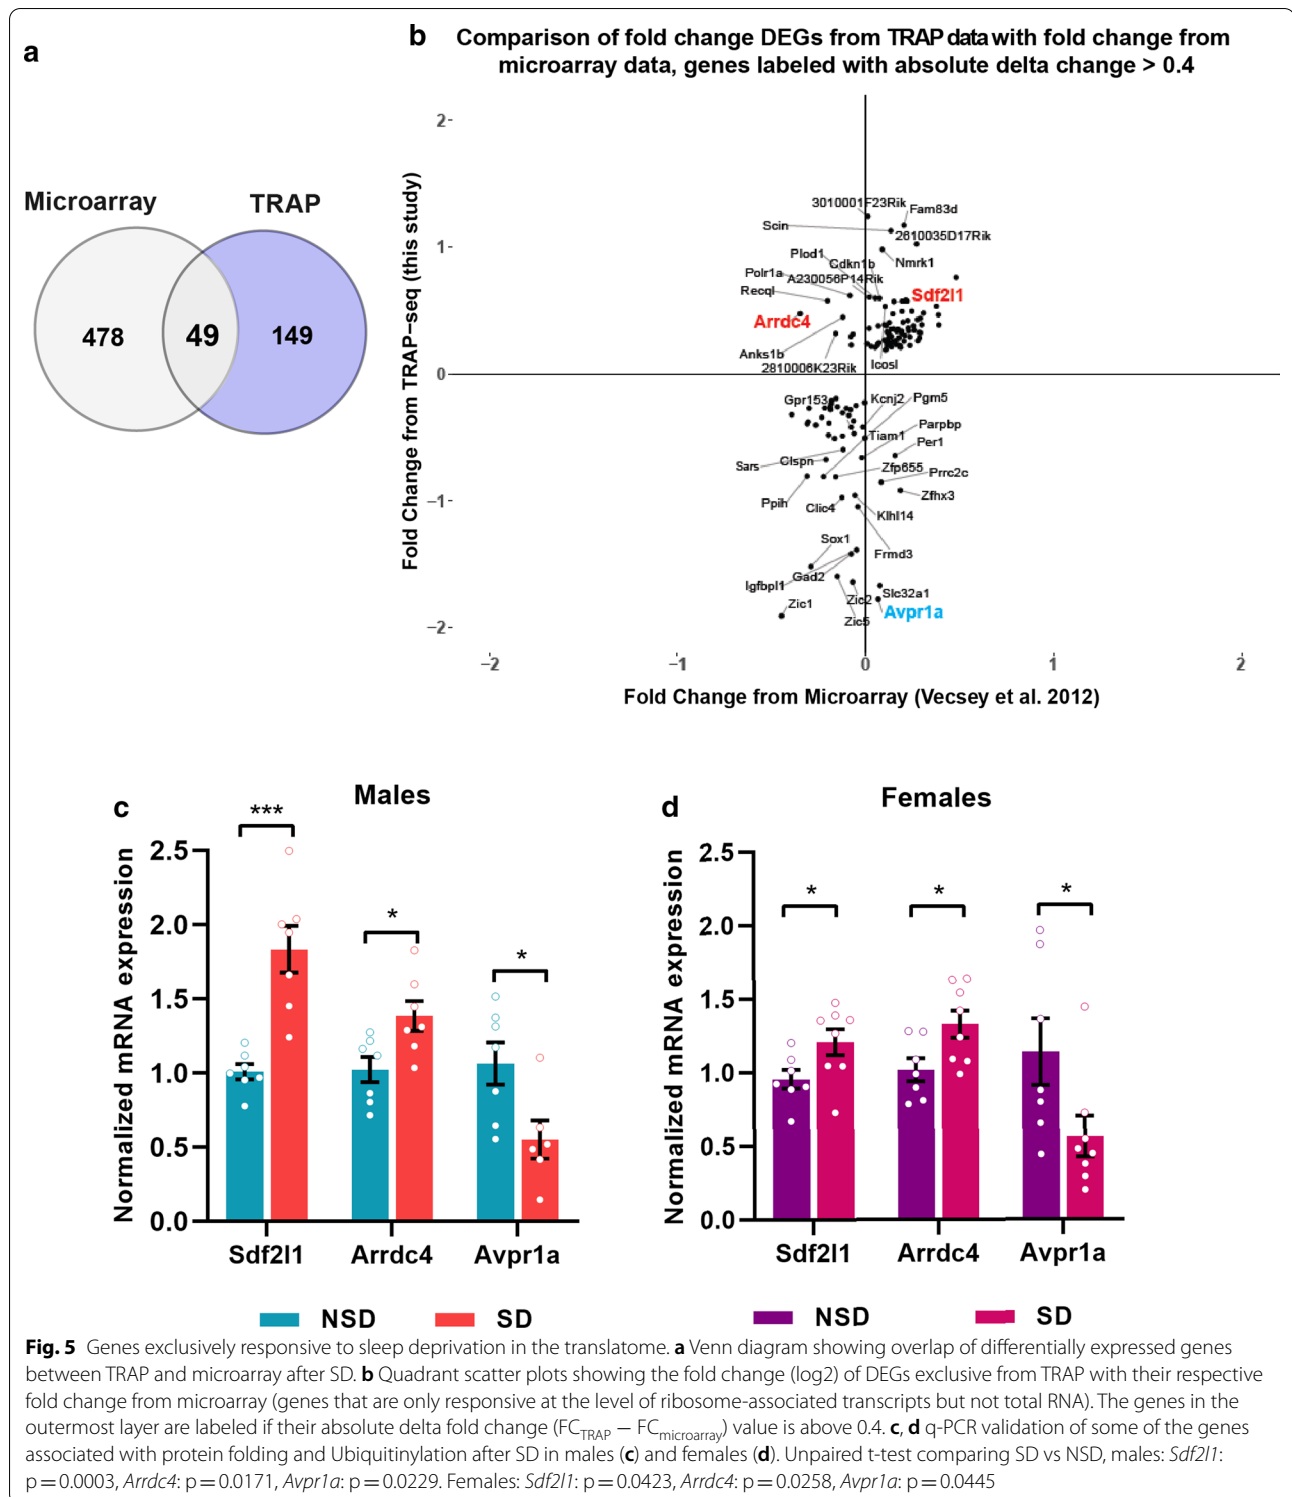 a
b
Comparison of fold change DEGs from TRAP data with fold change from
microarray data, genes labeled with absolute delta change > 0.4
Microarray
TRAP
478
49
149
Fold Change from TRAP−seq (this study)
2
1
0
−1
−2
3010001F23Rik
Fam83d
Scin
2610035D17Rik
Plod1
Cdkn1b
Nmrk1
Polr1a
A230056P14Rik
Recql
Sdf2l1
Arrdc4
Anks1b
2810006K23Rik
Icosl
Gpr153
Kcnj2
Pgm5
Parpbp
Tiam1
Per1
Sars
Clspn
Zfp655
Prrc2c
Ppih
Zfhx3
Clic4
Klhl14
Sox1
Frmd3
Igfbpl1
Gad2
Zic2
Slc32a1
Zic1
Avpr1a
Zic5
−2
−1
0
1
2
Fold Change from Microarray (Vecsey et al. 2012)
c
Males
Normalized mRNA expression
2.5
2.0
1.5
1.0
0.5
0.0
***
*
*
Sdf2l1
Arrdc4
Avpr1a
NSD
SD
d
Females
Normalized mRNA expression
2.5
2.0
1.5
1.0
0.5
0.0
*
*
*
Sdf2l1
Arrdc4
Avpr1a
NSD
SD
Fig. 5 Genes exclusively responsive to sleep deprivation in the translatome. a Venn diagram showing overlap of differentially expressed genes
between TRAP and microarray after SD. b Quadrant scatter plots showing the fold change (log2) of DEGs exclusive from TRAP with their respective
fold change from microarray (genes that are only responsive at the level of ribosome-associated transcripts but not total RNA). The genes in the
outermost layer are labeled if their absolute delta fold change (FCTRAP − FCmicroarray) value is above 0.4. c, d q-PCR validation of some of the genes
associated with protein folding and Ubiquitinylation after SD in males (c) and females (d). Unpaired t-test comparing SD vs NSD, males: Sdf2l1:
p = 0.0003, Arrdc4: p = 0.0171, Avpr1a: p = 0.0229. Females: Sdf2l1: p = 0.0423, Arrdc4: p = 0.0258, Avpr1a: p = 0.0445